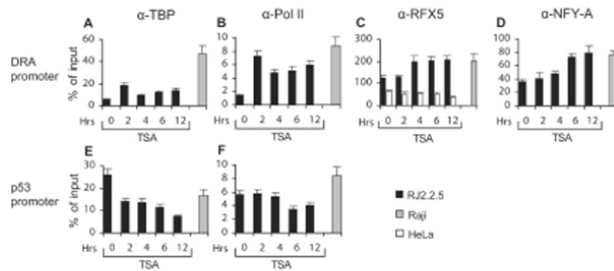 α-TBP α-Pol II α-RFX5 α-NFY-A
A B C D
DRA promoter
% of input
60 40 20 0
10 8 6 4 2 0
300 200 100 0
100 80 60 40 20 0
Hrs 0 2 4 6 12 Hrs 0 2 4 6 12 Hrs 0 2 4 6 12 Hrs 0 2 4 6 12
TSA TSA TSA TSA
E F
p53 promoter
% of input
30 20 10 0
10 8 6 4 2 0
RJ2.2.5
Raji
HeLa
Hrs 0 2 4 6 12 Hrs 0 2 4 6 12
TSA TSA